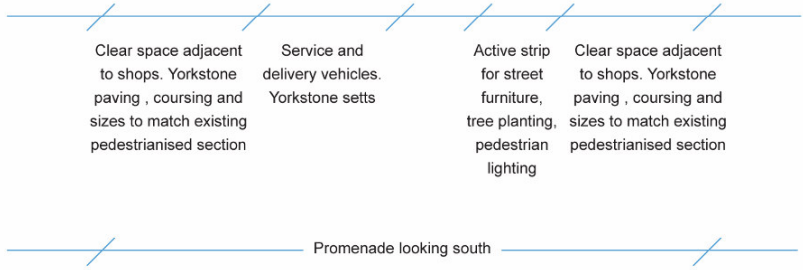 Clear space adjacent
to shops. Yorkstone
paving , coursing and
sizes to match existing
pedestrianised section
Service and
delivery vehicles.
Yorkstone setts
Active strip
for street
furniture,
tree planting,
pedestrian
lighting
Clear space adjacent
to shops. Yorkstone
paving , coursing and
sizes to match existing
pedestrianised section
Promenade looking south